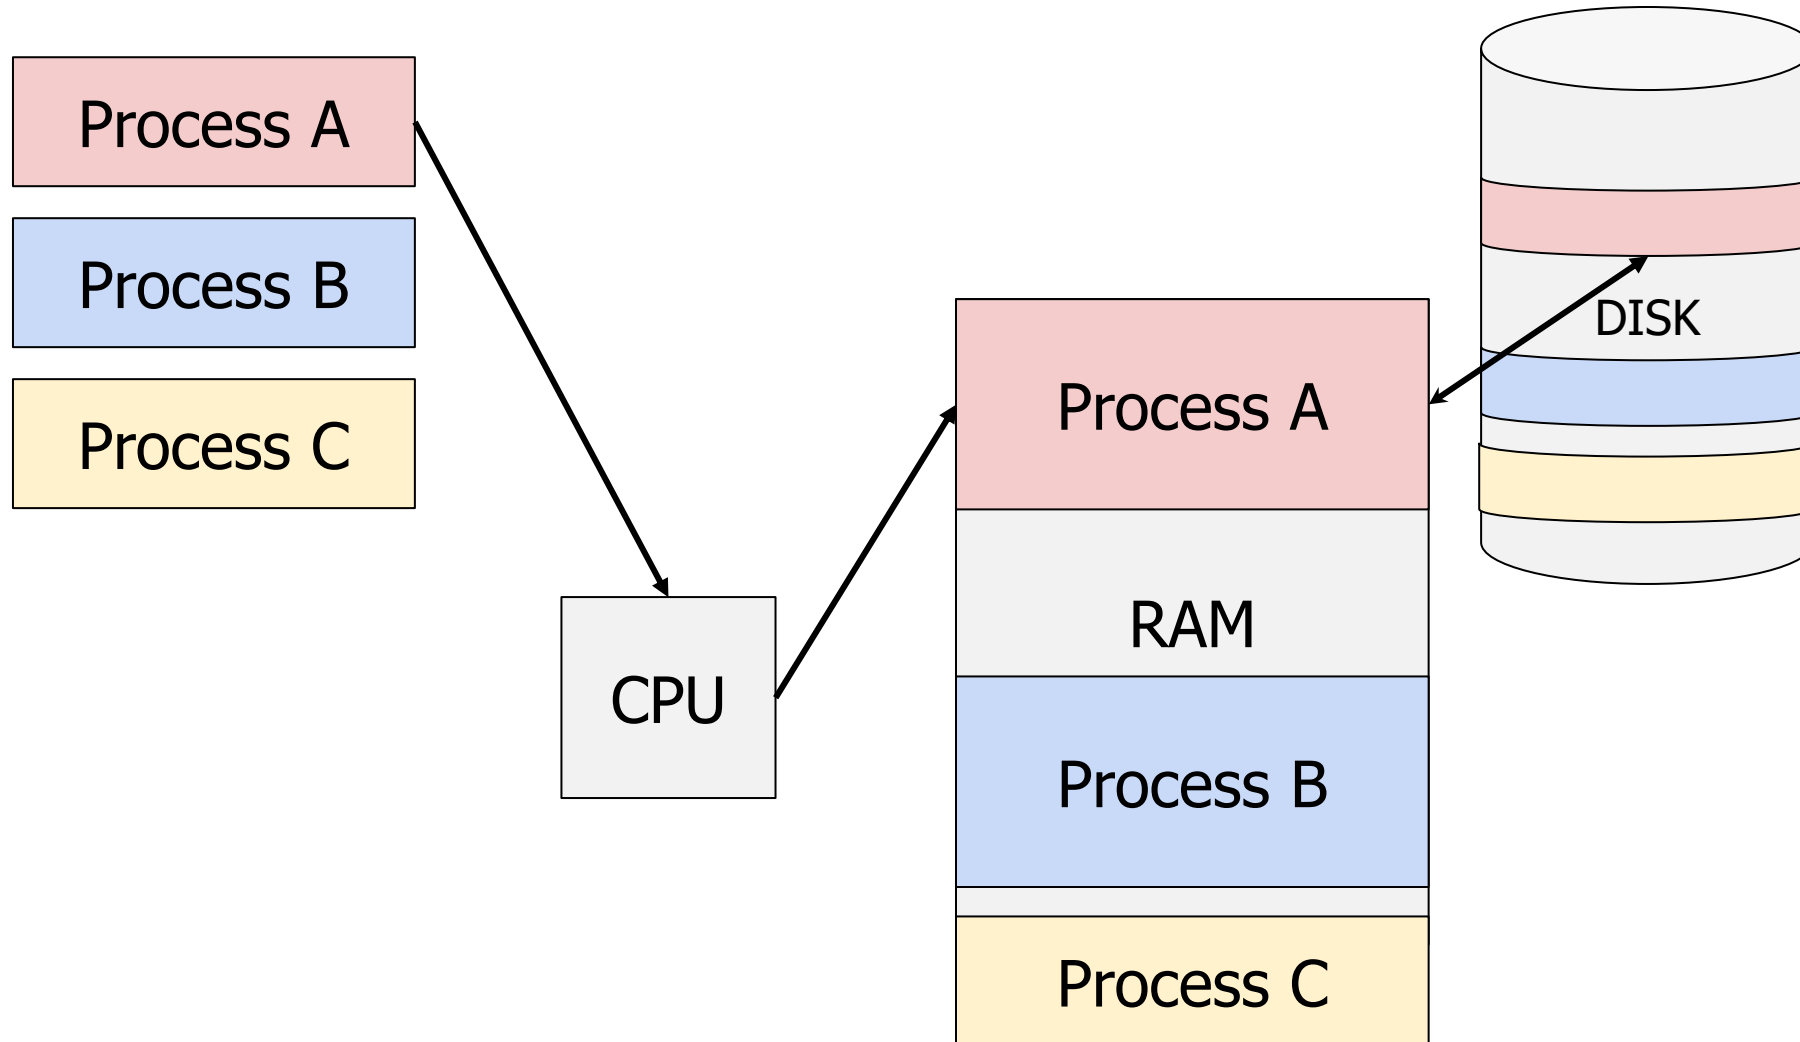 Process A
Process B
Process C
CPU
Process A
RAM
Process B
Process C
DISK